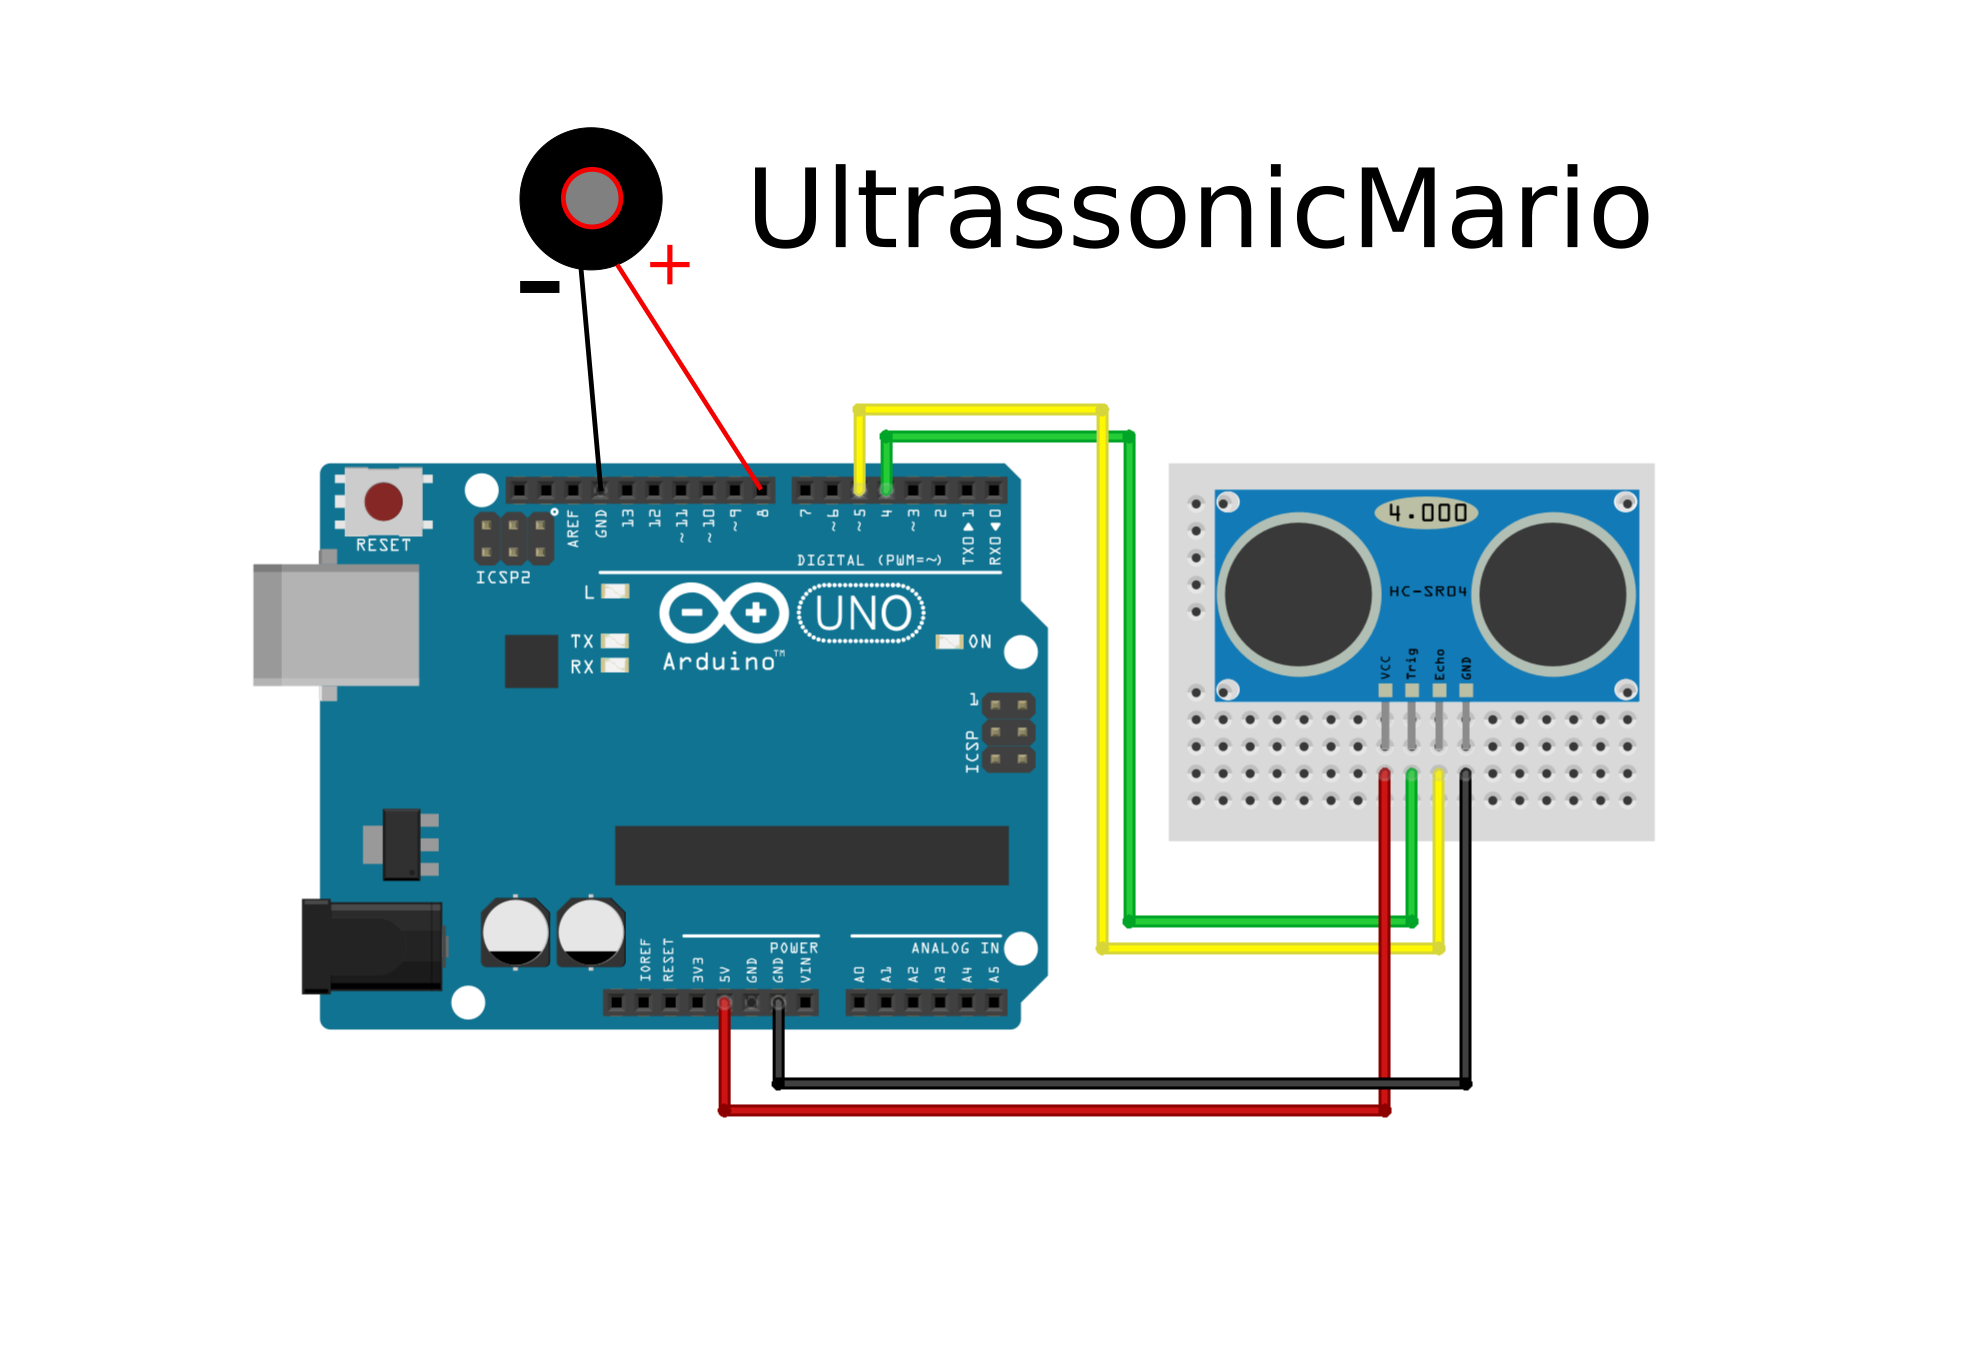 UltrassonicMario
-
+
RESET
ICSP2
AREF
GND
13
12
~11
~10
~9
8
7
~6
~5
4
~3
2
TX0▶1
RX0◀0
DIGITAL (PWM=~)
L
TX
RX
UNO
Arduino™
ON
1
ICSP
4.000
HC-SR04
VCC
Trig
Echo
GND
POWER
ANALOG IN
IOREF
RESET
3V3
5V
GND
GND
VIN
A0
A1
A2
A3
A4
A5